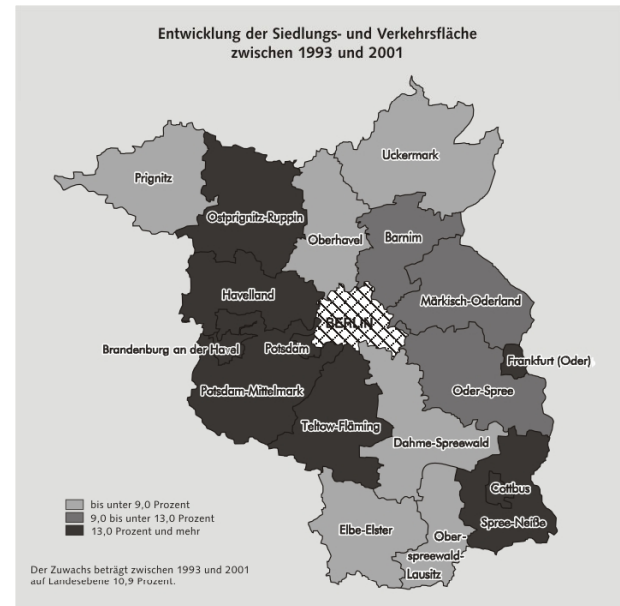 Entwicklung der Siedlungs- und Verkehrsfläche
zwischen 1993 und 2001
Uckermark
Prignitz
Ostprignitz-Ruppin
Oberhavel
Barnim
Havelland
Märkisch-Oderland
BERLIN
Brandenburg an der Havel
Potsdam
Frankfurt (Oder)
Potsdam-Mittelmark
Oder-Spree
Teltow-Fläming
Dahme-Spreewald
Cottbus
Spree-Neiße
Elbe-Elster
Ober-
spreewald-
Lausitz
bis unter 9,0 Prozent
9,0 bis unter 13,0 Prozent
13,0 Prozent und mehr
Der Zuwachs beträgt zwischen 1993 und 2001
auf Landesebene 10,9 Prozent.